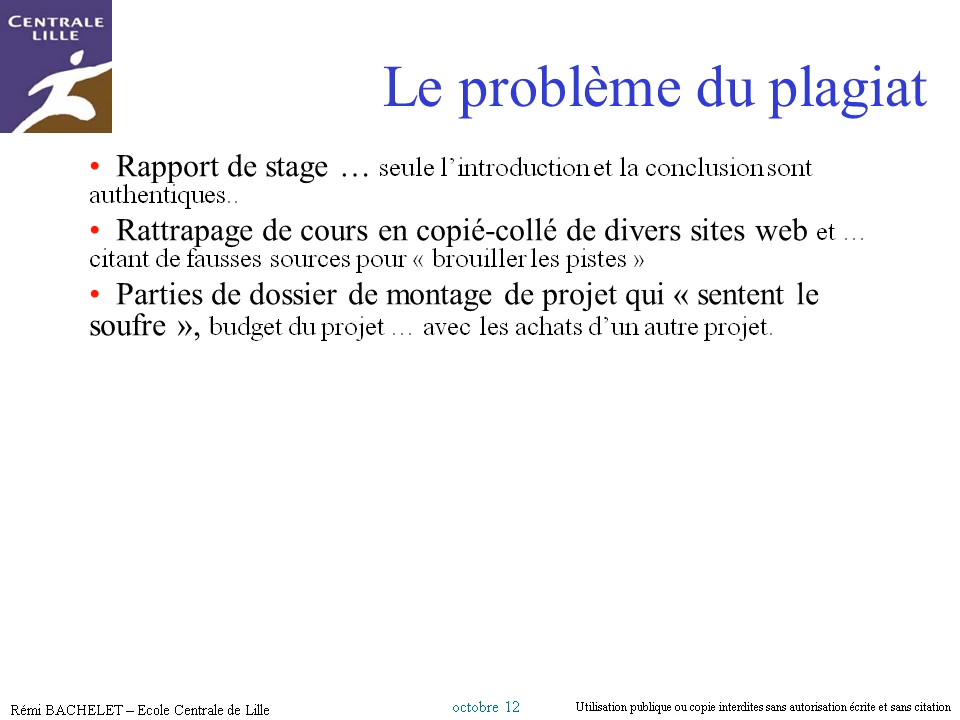 CENTRALE
LILLE
Le problème du plagiat
• Rapport de stage … seule l’introduction et la conclusion sont
authentiques..
• Rattrapage de cours en copié-collé de divers sites web et …
citant de fausses sources pour « brouiller les pistes »
• Parties de dossier de montage de projet qui « sentent le
soufre », budget du projet … avec les achats d’un autre projet.
Rémi BACHELET – Ecole Centrale de Lille
octobre 12
Utilisation publique ou copie interdites sans autorisation écrite et sans citation